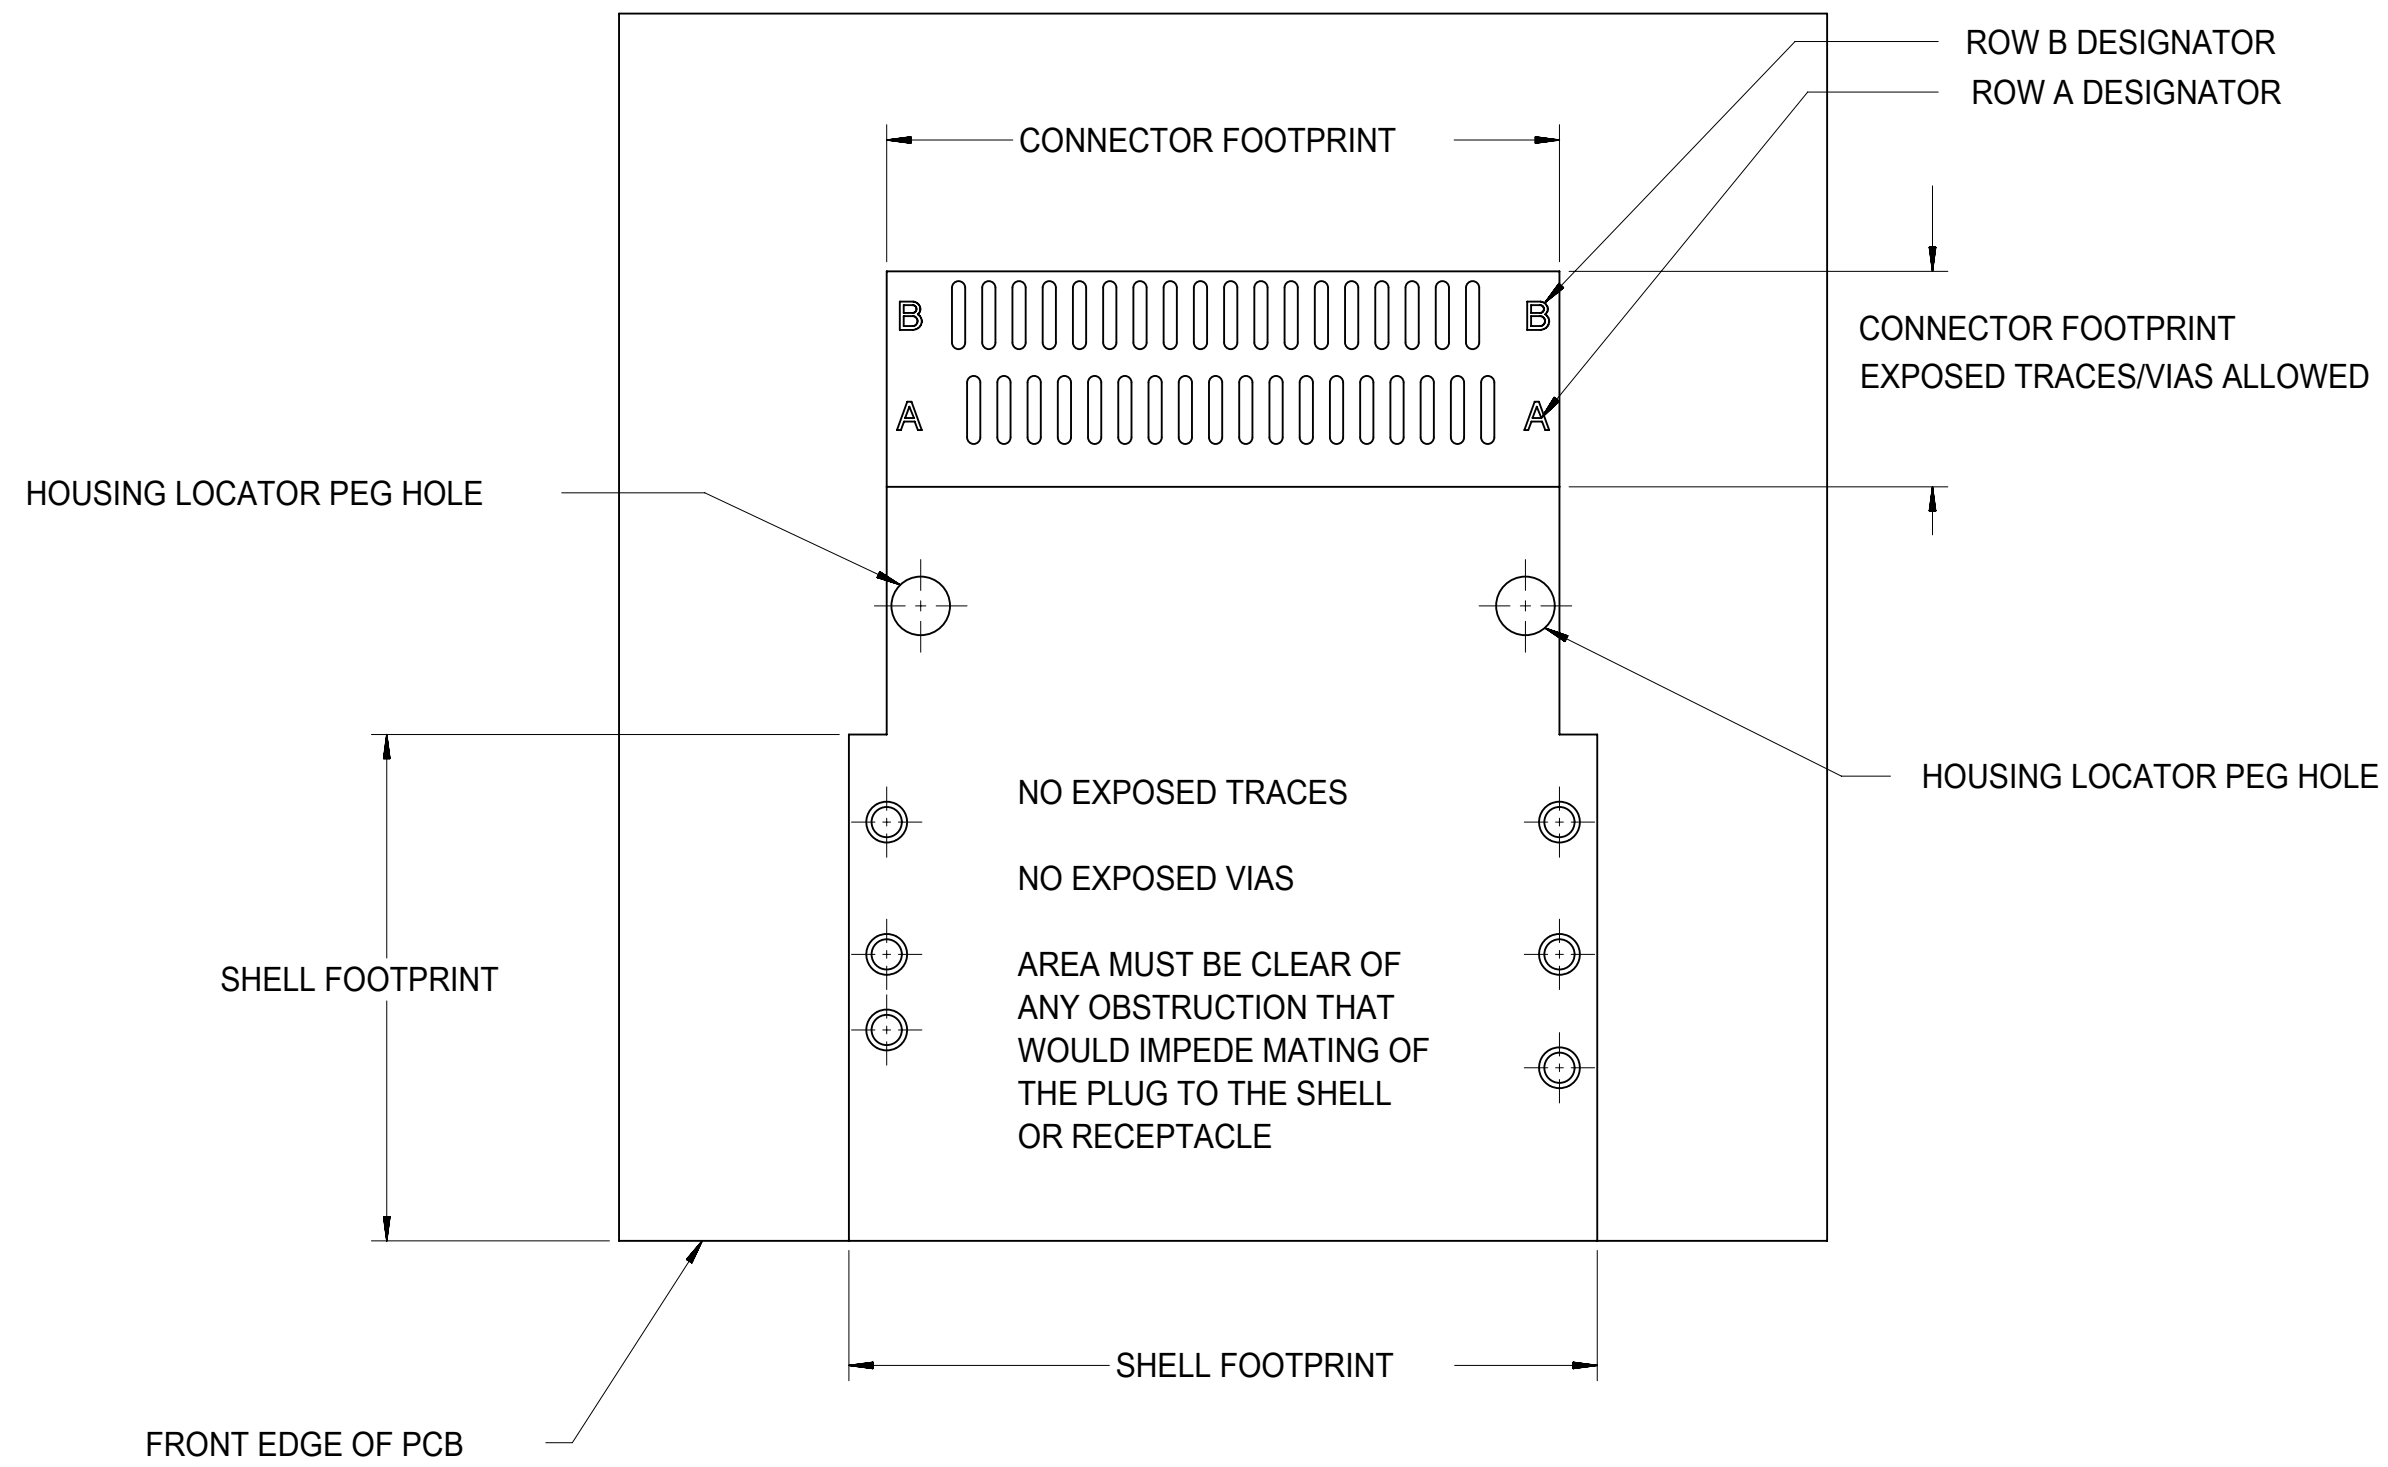 ROW B DESIGNATOR
ROW A DESIGNATOR
CONNECTOR FOOTPRINT
B
B
CONNECTOR FOOTPRINT
EXPOSED TRACES/VIAS ALLOWED
A
A
HOUSING LOCATOR PEG HOLE
HOUSING LOCATOR PEG HOLE
NO EXPOSED TRACES
NO EXPOSED VIAS
AREA MUST BE CLEAR OF
ANY OBSTRUCTION THAT
WOULD IMPEDE MATING OF
THE PLUG TO THE SHELL
OR RECEPTACLE
SHELL FOOTPRINT
SHELL FOOTPRINT
FRONT EDGE OF PCB